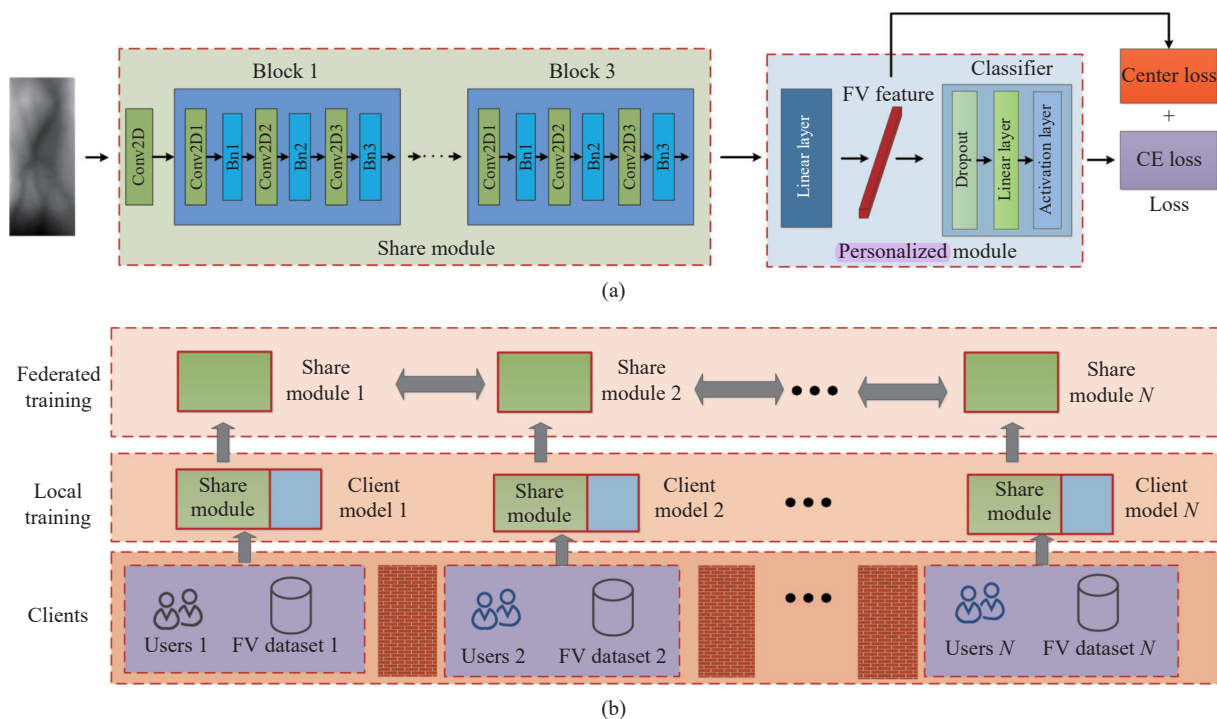 Block 1
Block 3
Conv2D
Conv2D1
Bn1
Conv2D2
Bn2
Conv2D3
Bn3
Conv2D1
Bn1
Conv2D2
Bn2
Conv2D3
Bn3
Share module
Linear layer
FV feature
Classifier
Dropout
Linear layer
Activation layer
Personalized module
Center loss
+
CE loss
Loss
(a)
Federated
training
Share
module 1
Share
module 2
Share
module N
Local
training
Share
module
Client
model 1
Share
module
Client
model 2
Share
module
Client
model N
Clients
Users 1
FV dataset 1
Users 2
FV dataset 2
Users N
FV dataset N
(b)